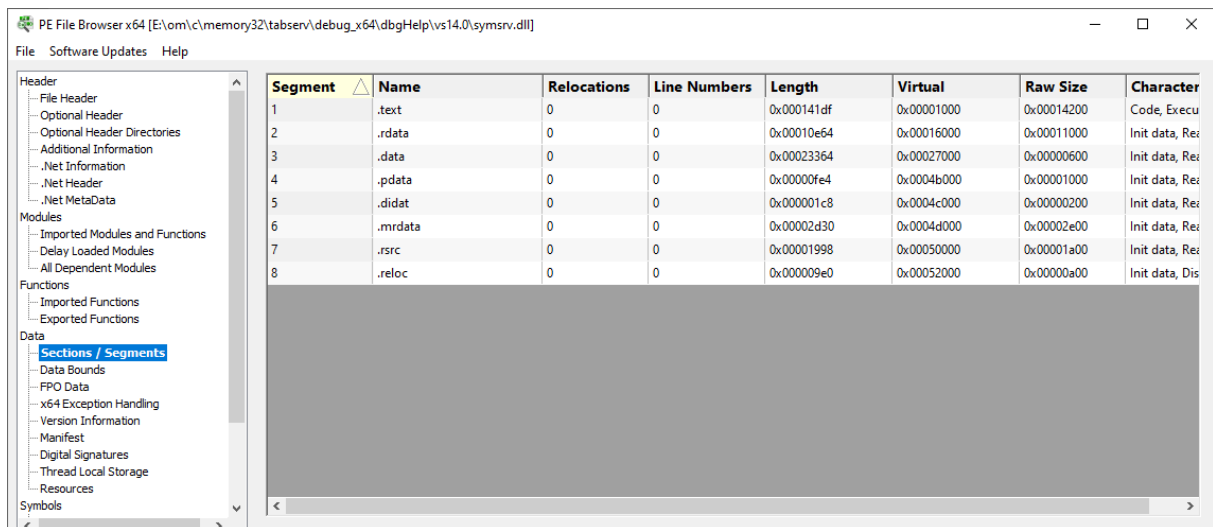 PE File Browser x64 [E:\om\c\memory32\tabserv\debug_x64\dbgHelp\vs14.0\symsrv.dll]
File Software Updates Help
Header
File Header
Optional Header
Optional Header Directories
Additional Information
.Net Information
.Net Header
.Net MetaData
Modules
Imported Modules and Functions
Delay Loaded Modules
All Dependent Modules
Functions
Imported Functions
Exported Functions
Data
Sections / Segments
Data Bounds
FPO Data
x64 Exception Handling
Version Information
Manifest
Digital Signatures
Thread Local Storage
Resources
Symbols
Segment Name Relocations Line Numbers Length Virtual Raw Size Character
1 .text 0 0 0x000141df 0x00001000 0x00014200 Code, Execu
2 .rdata 0 0 0x00010e64 0x00016000 0x00011000 Init data, Rea
3 .data 0 0 0x00023364 0x00027000 0x00000600 Init data, Rea
4 .pdata 0 0 0x00000fe4 0x0004b000 0x00001000 Init data, Rea
5 .didat 0 0 0x000001c8 0x0004c000 0x00000200 Init data, Rea
6 .mrdata 0 0 0x00002d30 0x0004d000 0x00002e00 Init data, Rea
7 .rsrc 0 0 0x00001998 0x00050000 0x00001a00 Init data, Rea
8 .reloc 0 0 0x000009e0 0x00052000 0x00000a00 Init data, Dis